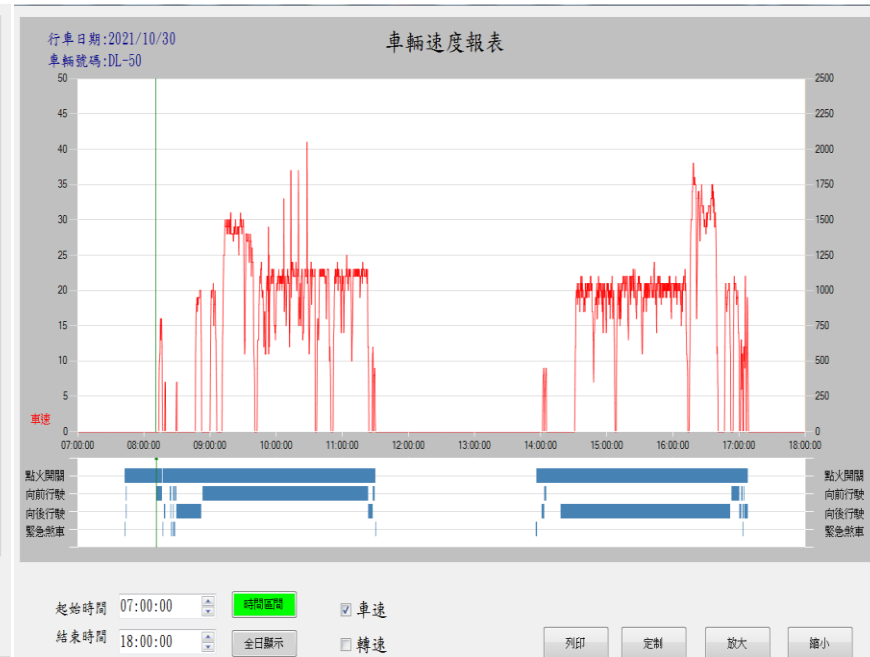 行車日期:2021/10/30
車輛速度報表
車輛號碼:DL-50
50 2500
45 2250
40 2000
35 1750
30 1500
25 1250
20 1000
15 750
10 500
5 250
車速
0 0
07:00:00 08:00:00 09:00:00 10:00:00 11:00:00 12:00:00 13:00:00 14:00:00 15:00:00 16:00:00 17:00:00 18:00:00
點火開關 點火開關
向前行駛 向前行駛
向後行駛 向後行駛
緊急煞車 緊急煞車
起始時間 07:00:00 時間區間 車速
結束時間 18:00:00 全日顯示 轉速
列印 定制 放大 縮小